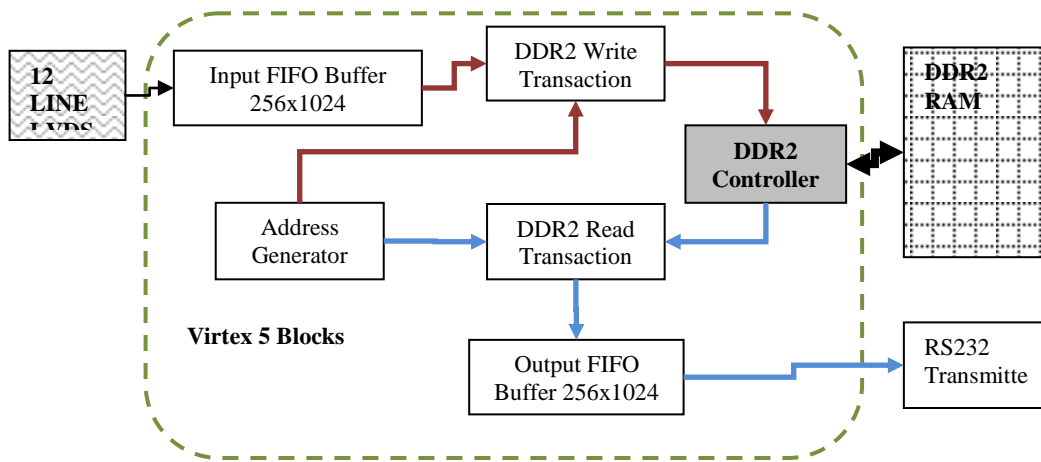 12
LINE
LVDS
Input FIFO Buffer
256x1024
DDR2 Write
Transaction
DDR2
RAM
DDR2
Controller
Address
Generator
DDR2 Read
Transaction
Virtex 5 Blocks
Output FIFO
Buffer 256x1024
RS232
Transmitte